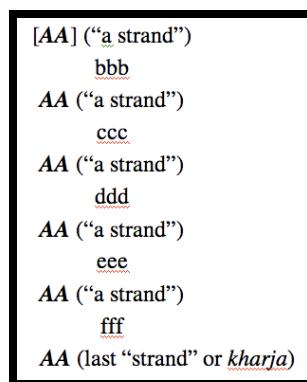 [AA] (“a strand”)
bbb
AA (“a strand”)
ccc
AA (“a strand”)
ddd
AA (“a strand”)
eee
AA (“a strand”)
fff
AA (last “strand” or kharja)